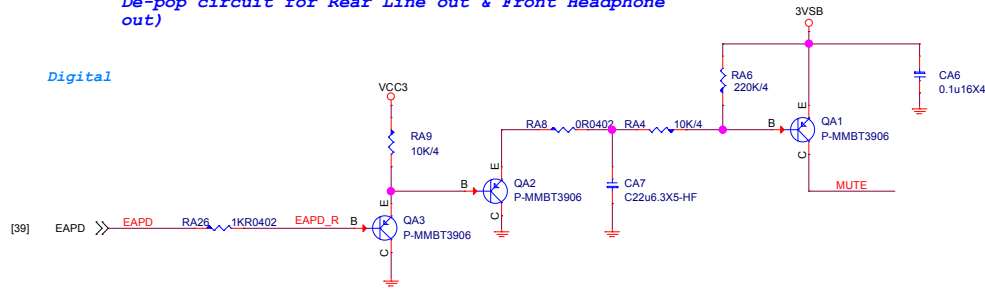 De-pop circuit for Rear Line out & Front Headphone
out)
3VSB
Digital
RA6
220K/4
CA6
0.1u16X4
VCC3
RA9
10K/4
RA8
0R0402
RA4
10K/4
B
E
C
QA1
P-MMBT3906
MUTE
B
E
C
QA2
P-MMBT3906
CA7
C22u6.3X5-HF
[39]
EAPD
EAPD
RA26
1KR0402
EAPD_R
B
E
C
QA3
P-MMBT3906